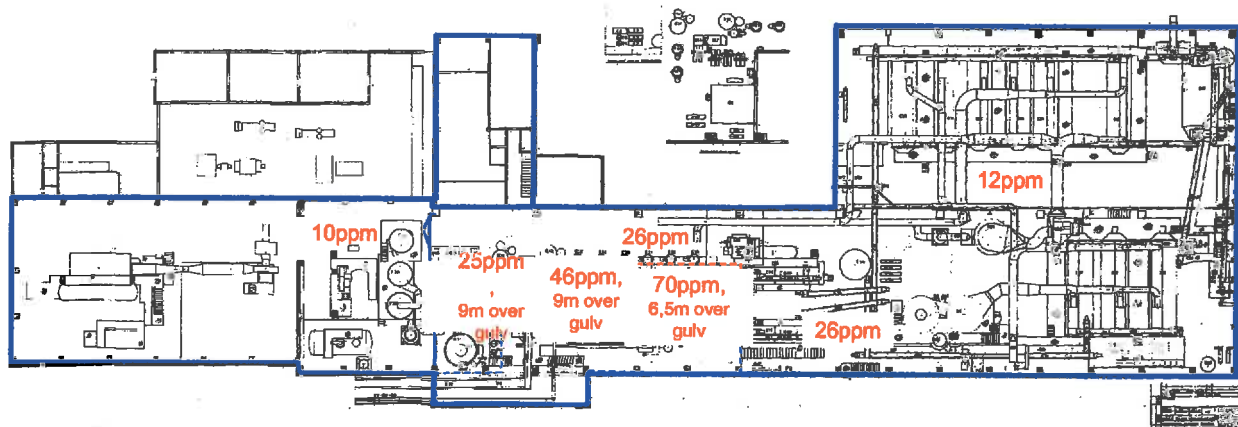 12ppm
10ppm
26ppm
25ppm
,
9m over
gulv
46ppm,
9m over
gulv
70ppm,
6,5m over
gulv
26ppm